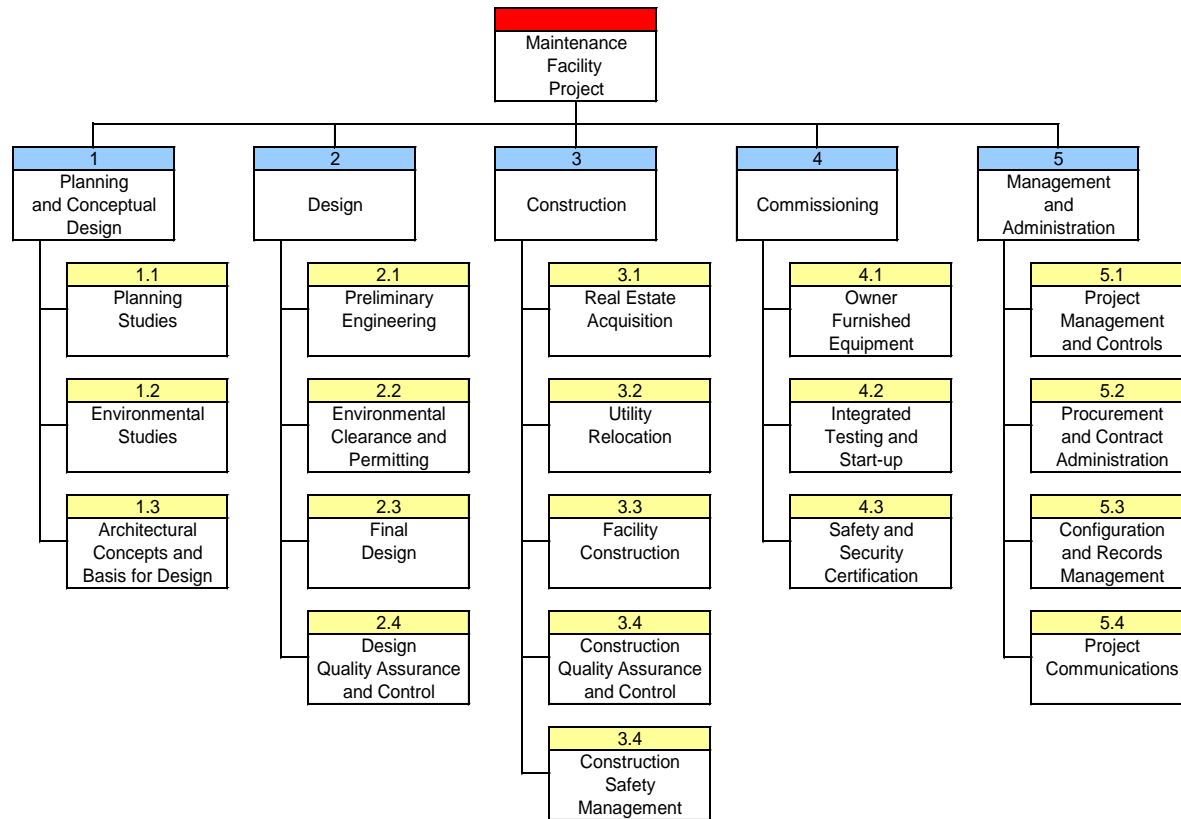 Maintenance
Facility
Project
1
Planning
and Conceptual
Design
1.1
Planning
Studies
1.2
Environmental
Studies
1.3
Architectural
Concepts and
Basis for Design
2
Design
2.1
Preliminary
Engineering
2.2
Environmental
Clearance and
Permitting
2.3
Final
Design
2.4
Design
Quality Assurance
and Control
3
Construction
3.1
Real Estate
Acquisition
3.2
Utility
Relocation
3.3
Facility
Construction
3.4
Construction
Quality Assurance
and Control
3.4
Construction
Safety
Management
4
Commissioning
4.1
Owner
Furnished
Equipment
4.2
Integrated
Testing and
Start-up
4.3
Safety and
Security
Certification
5
Management
and
Administration
5.1
Project
Management
and Controls
5.2
Procurement
and Contract
Administration
5.3
Configuration
and Records
Management
5.4
Project
Communications